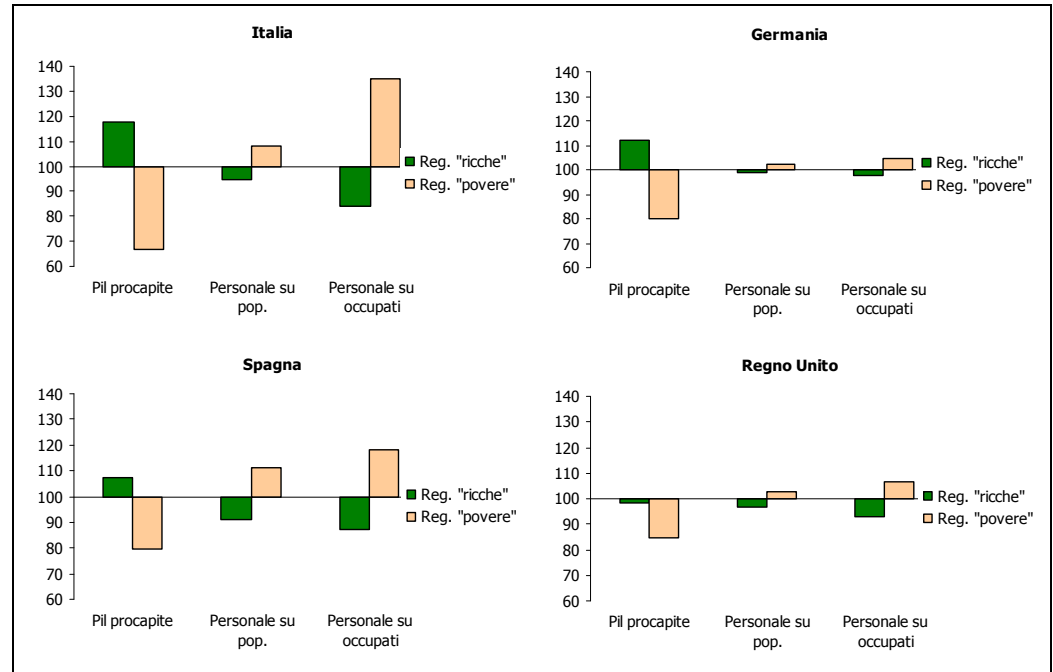 Italia
140
130
120
110
100
90
80
70
60
Reg. "ricche"
Reg. "povere"
Pil procapite
Personale su
pop.
Personale su
occupati
Germania
140
130
120
110
100
90
80
70
60
Reg. "ricche"
Reg. "povere"
Pil procapite
Personale su
pop.
Personale su
occupati
Spagna
140
130
120
110
100
90
80
70
60
Reg. "ricche"
Reg. "povere"
Pil procapite
Personale su
pop.
Personale su
occupati
Regno Unito
140
130
120
110
100
90
80
70
60
Reg. "ricche"
Reg. "povere"
Pil procapite
Personale su
pop.
Personale su
occupati